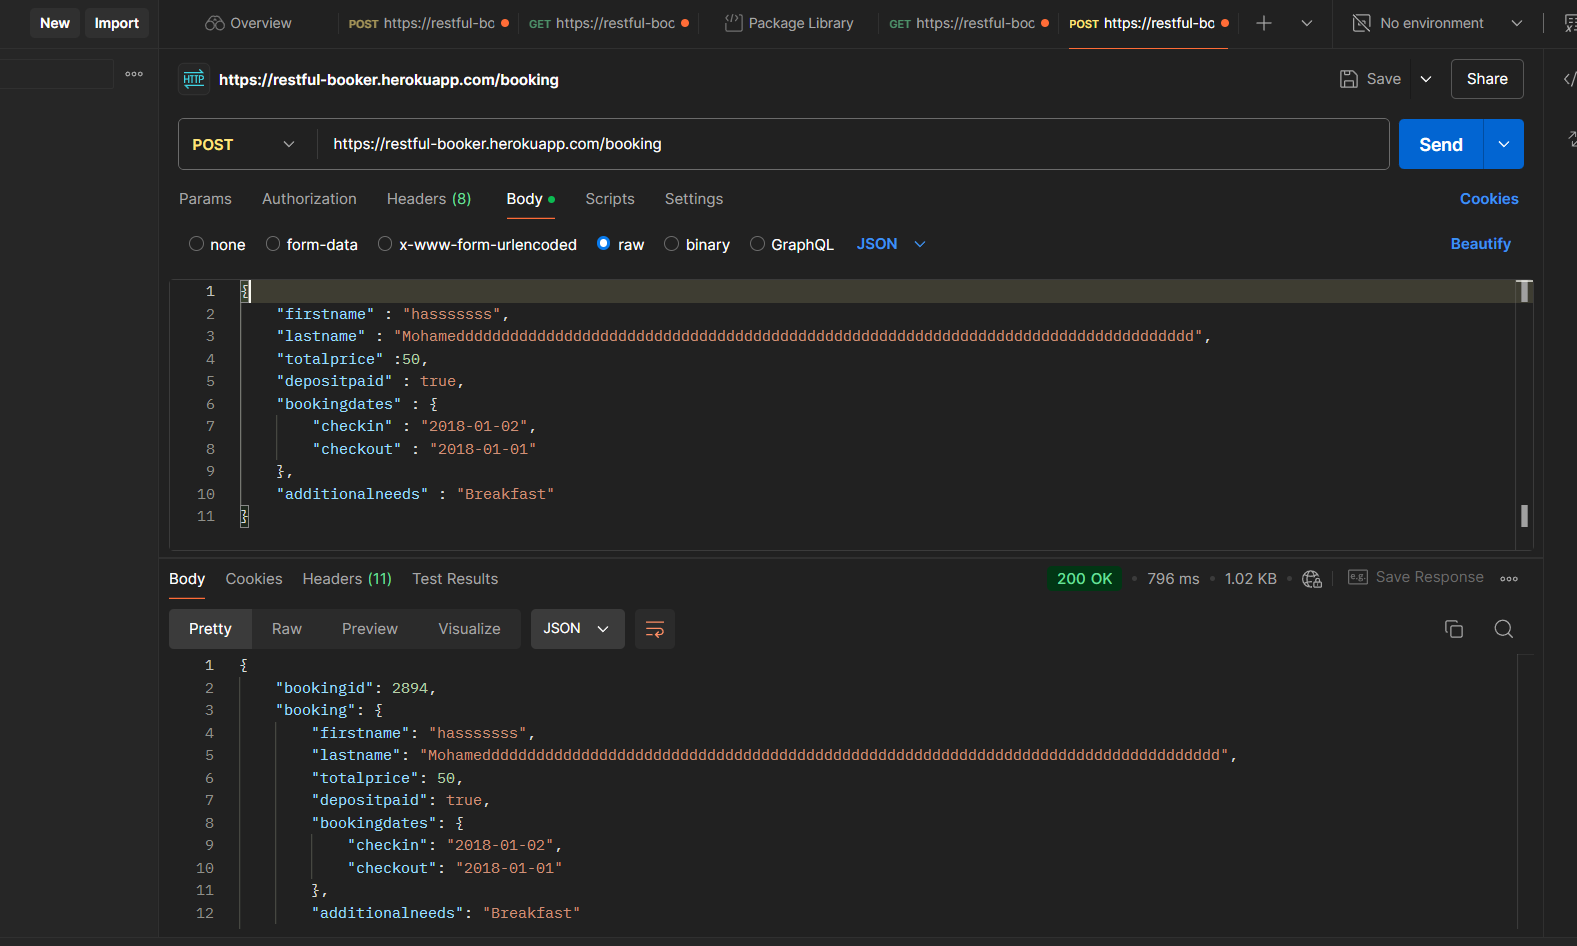 New Import Overview POST https://restful-bo GET https://restful-boc Package Library GET https://restful-boc POST https://restful-bo No environment
https://restful-booker.herokuapp.com/booking Save Share
POST https://restful-booker.herokuapp.com/booking Send
Params Authorization Headers (8) Body Scripts Settings Cookies
none form-data x-www-form-urlencoded raw binary GraphQL JSON Beautify
1 {
2 "firstname" : "hasssssss",
3 "lastname" : "Mohamedddddddddddddddddddddddddddddddddddddddddddddddddddddddddddddddddddddddddddddddddd",
4 "totalprice" :50,
5 "depositpaid" : true,
6 "bookingdates" : {
7 "checkin" : "2018-01-02",
8 "checkout" : "2018-01-01"
9 },
10 "additionalneeds" : "Breakfast"
11 }
Body Cookies Headers (11) Test Results 200 OK 796 ms 1.02 KB e.g. Save Response
Pretty Raw Preview Visualize JSON
1 {
2 "bookingid": 2894,
3 "booking": {
4 "firstname": "hasssssss",
5 "lastname": "Mohamedddddddddddddddddddddddddddddddddddddddddddddddddddddddddddddddddddddddddddddddddd",
6 "totalprice": 50,
7 "depositpaid": true,
8 "bookingdates": {
9 "checkin": "2018-01-02",
10 "checkout": "2018-01-01"
11 },
12 "additionalneeds": "Breakfast"